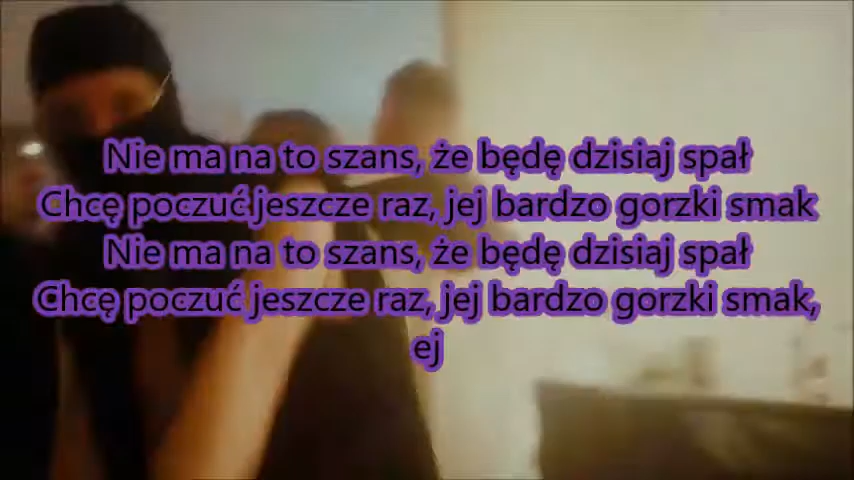 Nie ma na to szans, że będę dzisiaj spał
Chcę poczuć jeszcze raz, jej bardzo gorzki smak
Nie ma na to szans, że będę dzisiaj spał
Chcę poczuć jeszcze raz, jej bardzo gorzki smak,
ej